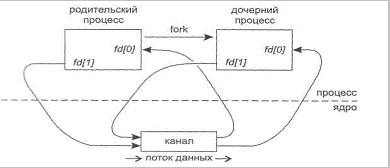 родительский
процесс
дочерний
процесс
fork
fd[0]
fd[1]
fd[0]
fd[1]
процесс
ядро
канал
поток данных